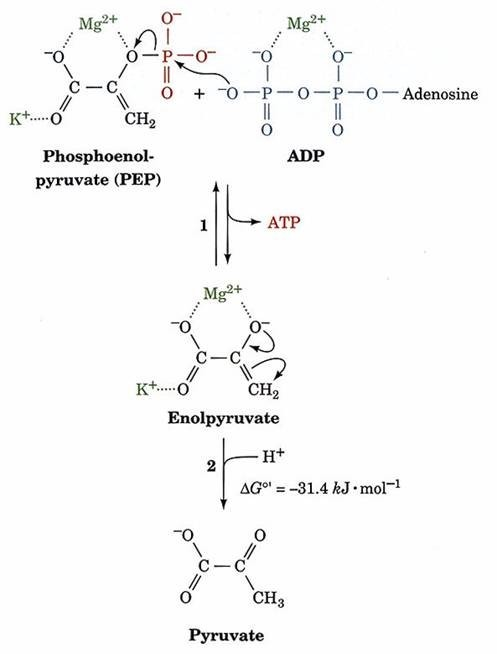 Mg2+ O− Mg2+
−O O P O− −O O−
C C O + −O P O P O Adenosine
K+ O CH2 O O
Phosphoenol- ADP
pyruvate (PEP)
1 ATP
Mg2+
−O O−
C C
K+ O CH2
Enolpyruvate
2 H+
ΔG°' = −31.4 kJ·mol−1
−O O
C C
O CH3
Pyruvate